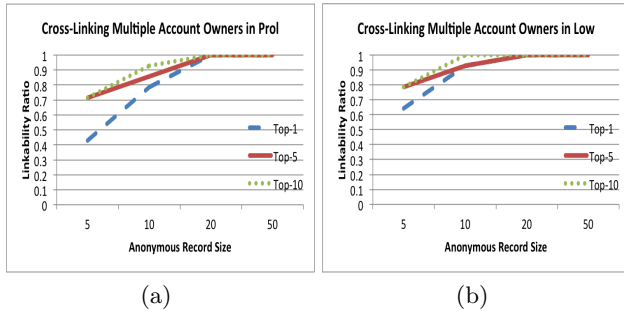 Cross-Linking Multiple Account Owners in Prol
Linkability Ratio
1
0.9
0.8
0.7
0.6
0.5
0.4
0.3
0.2
0.1
0
Top-1
Top-5
Top-10
5 10 20 50
Anonymous Record Size
(a)
Cross-Linking Multiple Account Owners in Low
Linkability Ratio
1
0.9
0.8
0.7
0.6
0.5
0.4
0.3
0.2
0.1
0
Top-1
Top-5
Top-10
5 10 20 50
Anonymous Record Size
(b)